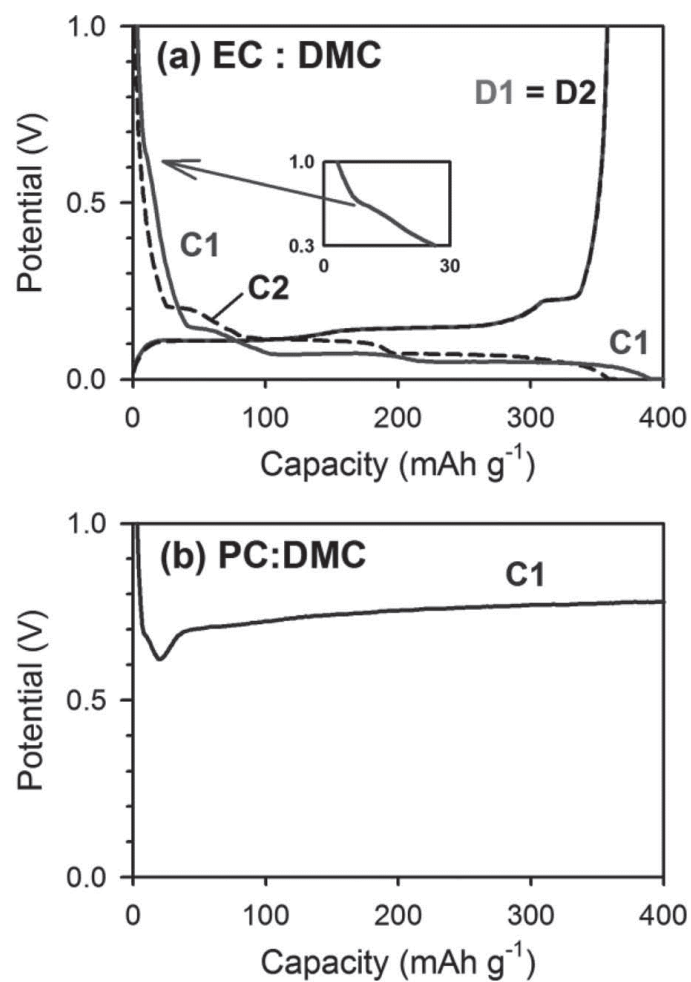 (a) EC : DMC
D1 = D2
1.0
0.5
0.0
Potential (V)
C1
C2
C1
1.0
0.3
0
30
0
100
200
300
400
Capacity (mAh g⁻¹)
(b) PC:DMC
C1
1.0
0.5
0.0
Potential (V)
0
100
200
300
400
Capacity (mAh g⁻¹)